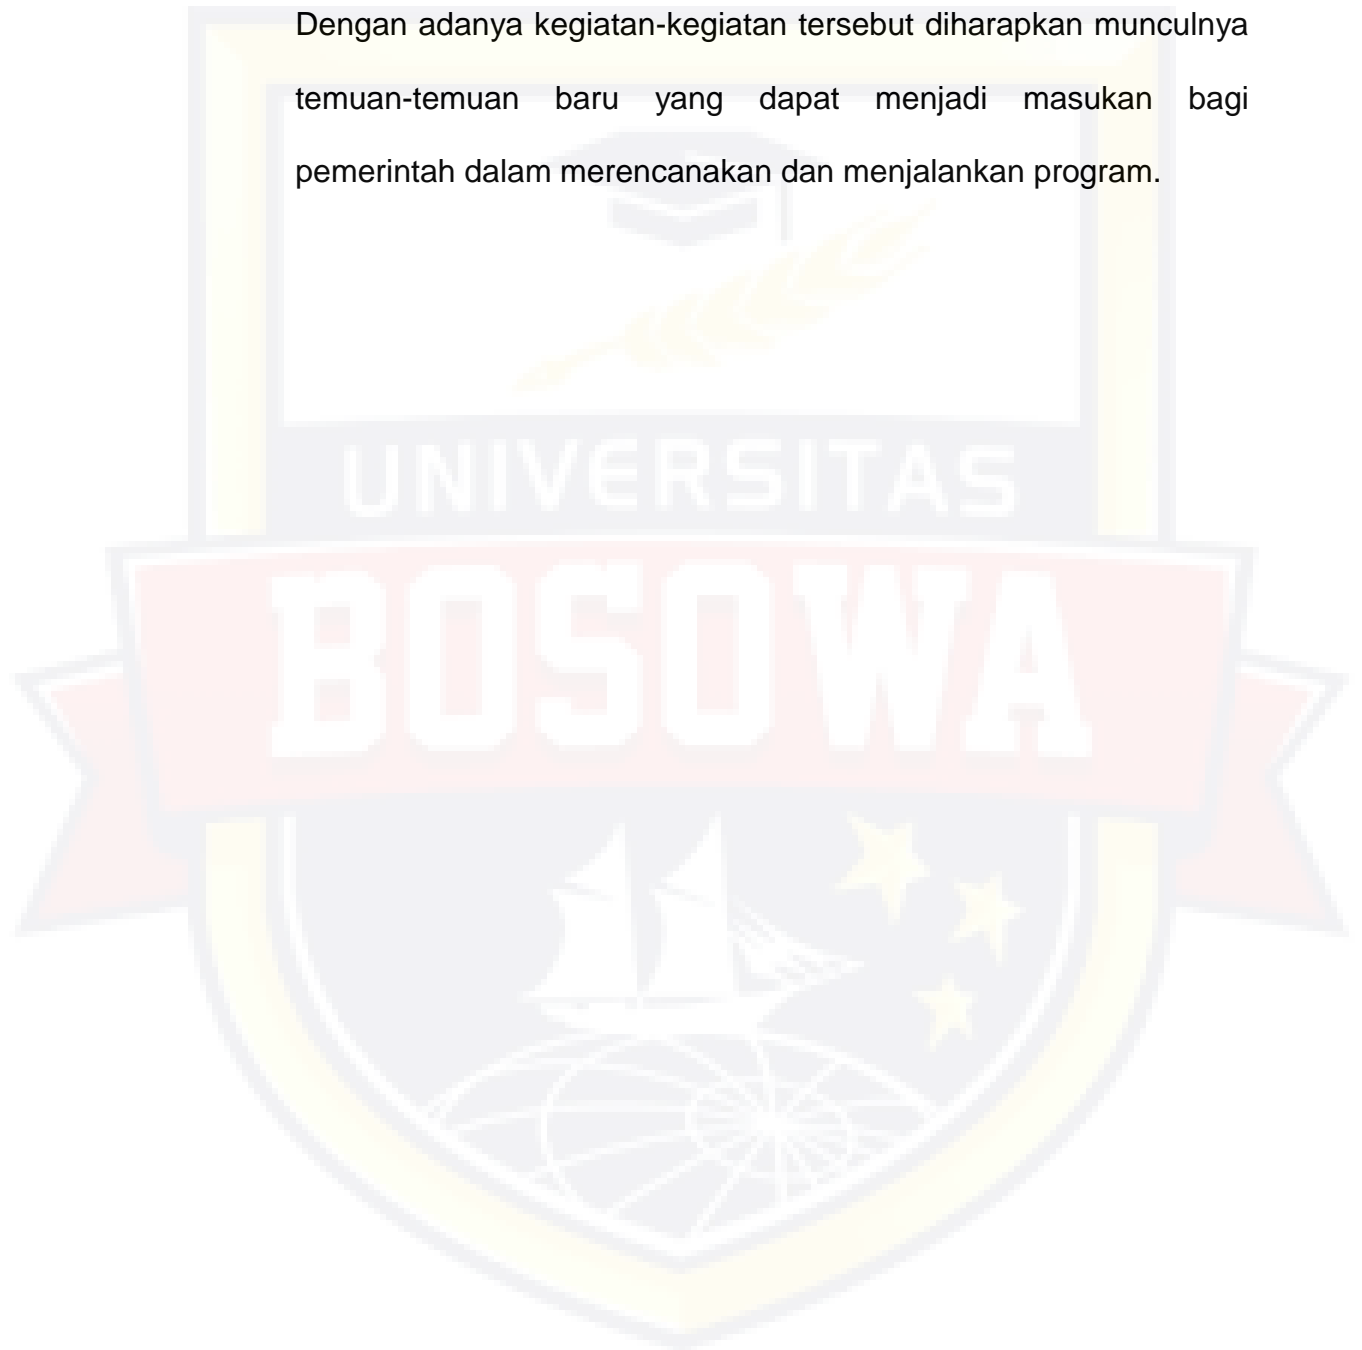 Dengan adanya kegiatan-kegiatan tersebut diharapkan munculnya
temuan-temuan baru yang dapat menjadi masukan bagi
pemerintah dalam merencanakan dan menjalankan program.
UNIVERSITAS
BOSOWA